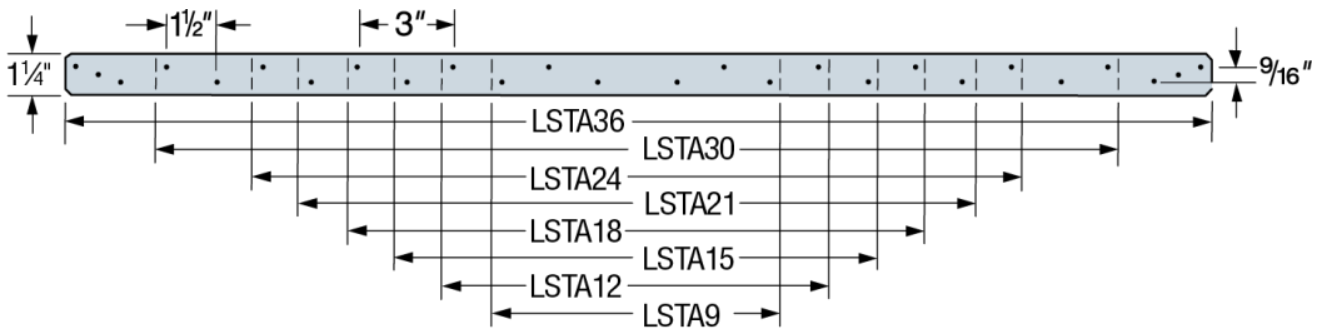 1½"
3"
1¼"
9/16"
LSTA36
LSTA30
LSTA24
LSTA21
LSTA18
LSTA15
LSTA12
LSTA9